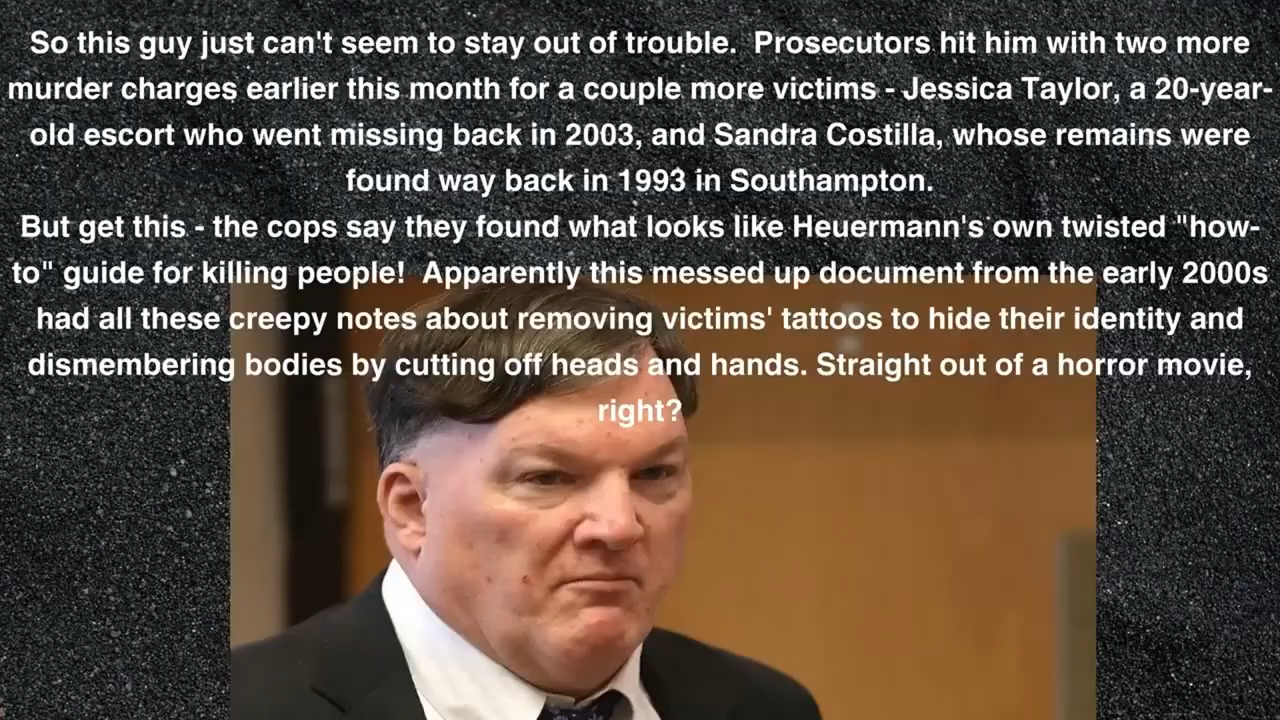 So this guy just can't seem to stay out of trouble.  Prosecutors hit him with two more
murder charges earlier this month for a couple more victims - Jessica Taylor, a 20-year-
old escort who went missing back in 2003, and Sandra Costilla, whose remains were
found way back in 1993 in Southampton.
But get this - the cops say they found what looks like Heuermann's own twisted "how-
to" guide for killing people!  Apparently this messed up document from the early 2000s
had all these creepy notes about removing victims' tattoos to hide their identity and
dismembering bodies by cutting off heads and hands. Straight out of a horror movie,
right?